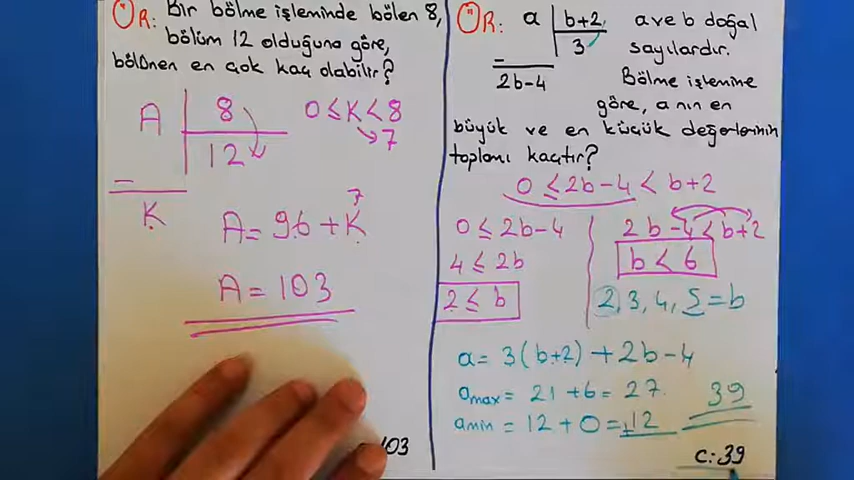 ÖR: Bir bölme işleminde bölen 8,
bölüm 12 olduğuna göre,
bölünen en çok kaç olabilir?
A 8
12
-
K
0 ≤ K < 8
7
7
A = 96 + K
A = 103
103
ÖR: a b+2 a ve b doğal
3 sayılardır.
-
2b-4 Bölme işlemine
göre, a nın en
büyük ve en küçük değerlerinin
toplamı kaçtır?
0 ≤ 2b-4 < b+2
0 ≤ 2b-4
4 ≤ 2b
2 ≤ b
2b-4 < b+2
b < 6
2, 3, 4, 5 = b
a = 3(b+2) + 2b-4
amax = 21 + 6 = 27
amin = 12 + 0 = +12
39
C: 39